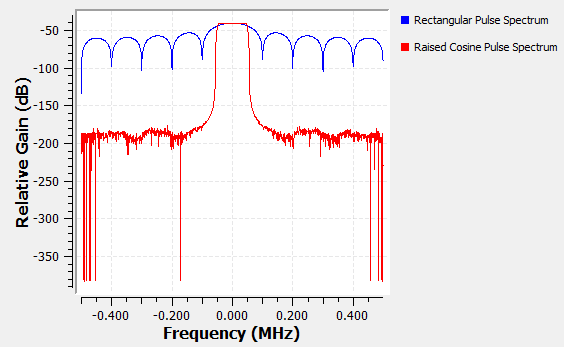 Rectangular Pulse Spectrum
Raised Cosine Pulse Spectrum
Relative Gain (dB)
-50
-100
-150
-200
-250
-300
-350
-0.400 -0.200 0.000 0.200 0.400
Frequency (MHz)